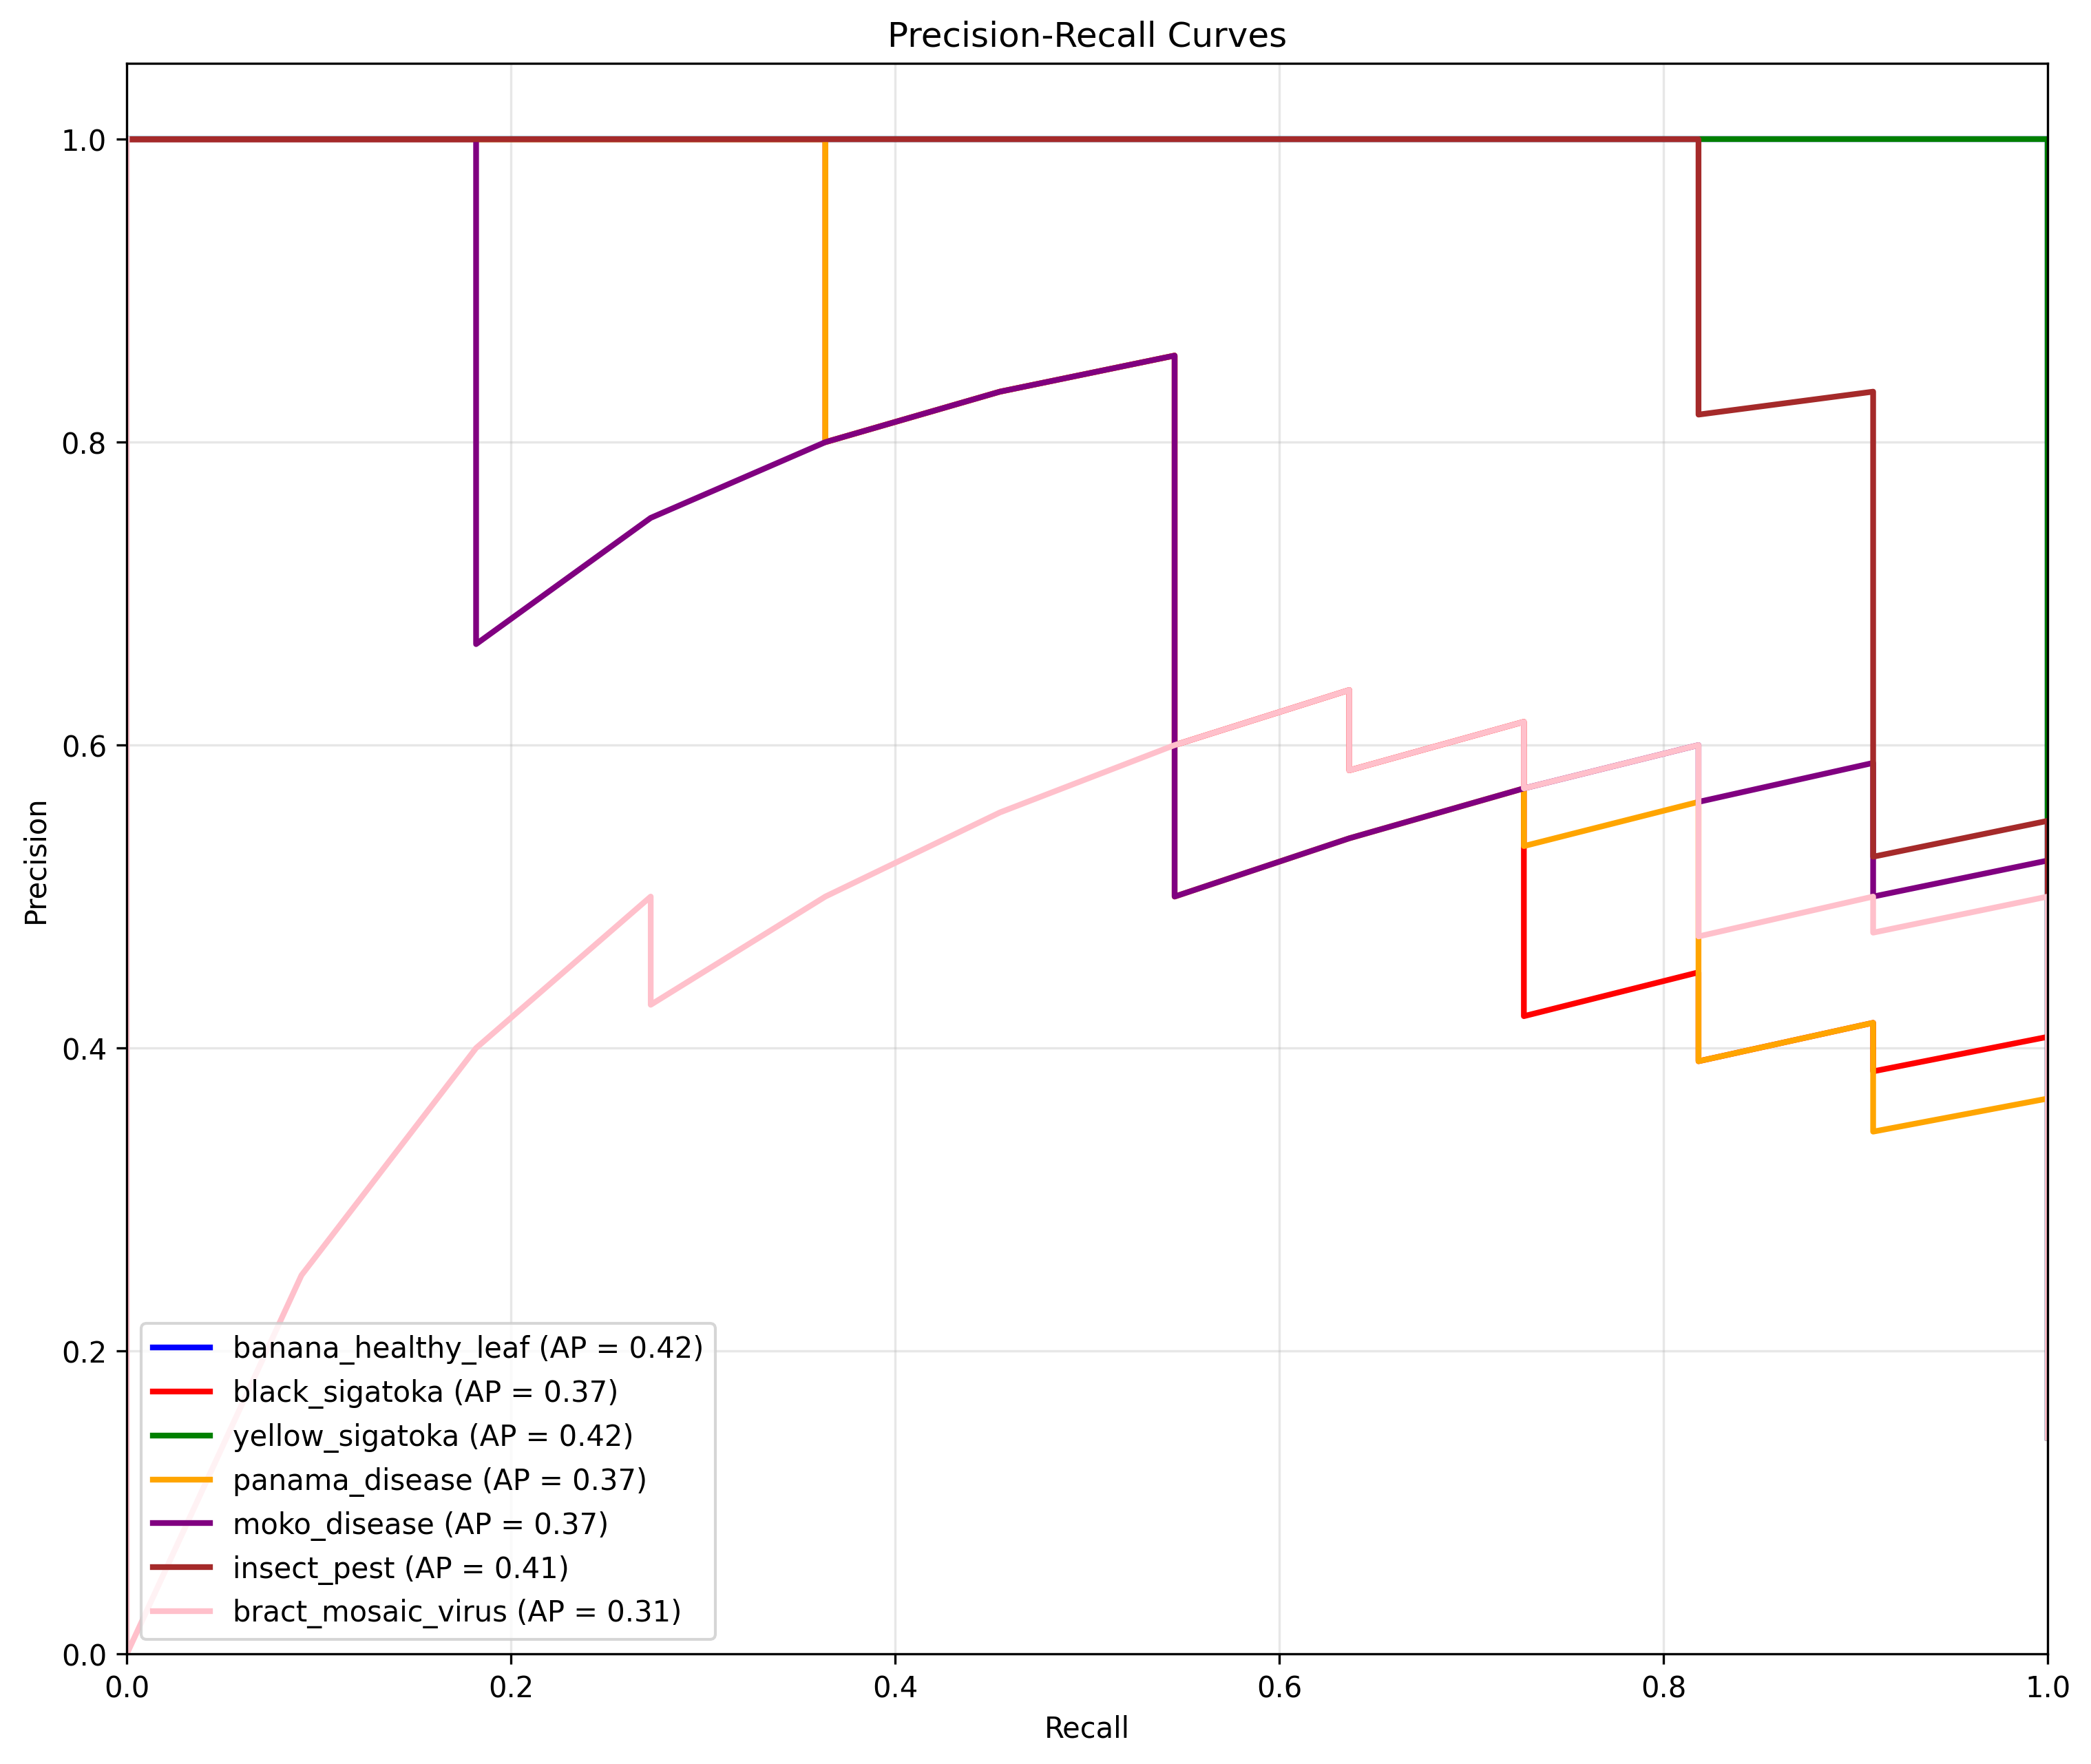 Precision-Recall Curves
1.0
0.8
0.6
0.4
0.2
0.0
Precision
banana_healthy_leaf (AP = 0.42)
black_sigatoka (AP = 0.37)
yellow_sigatoka (AP = 0.42)
panama_disease (AP = 0.37)
moko_disease (AP = 0.37)
insect_pest (AP = 0.41)
bract_mosaic_virus (AP = 0.31)
0.0 0.2 0.4 0.6 0.8 1.0
Recall